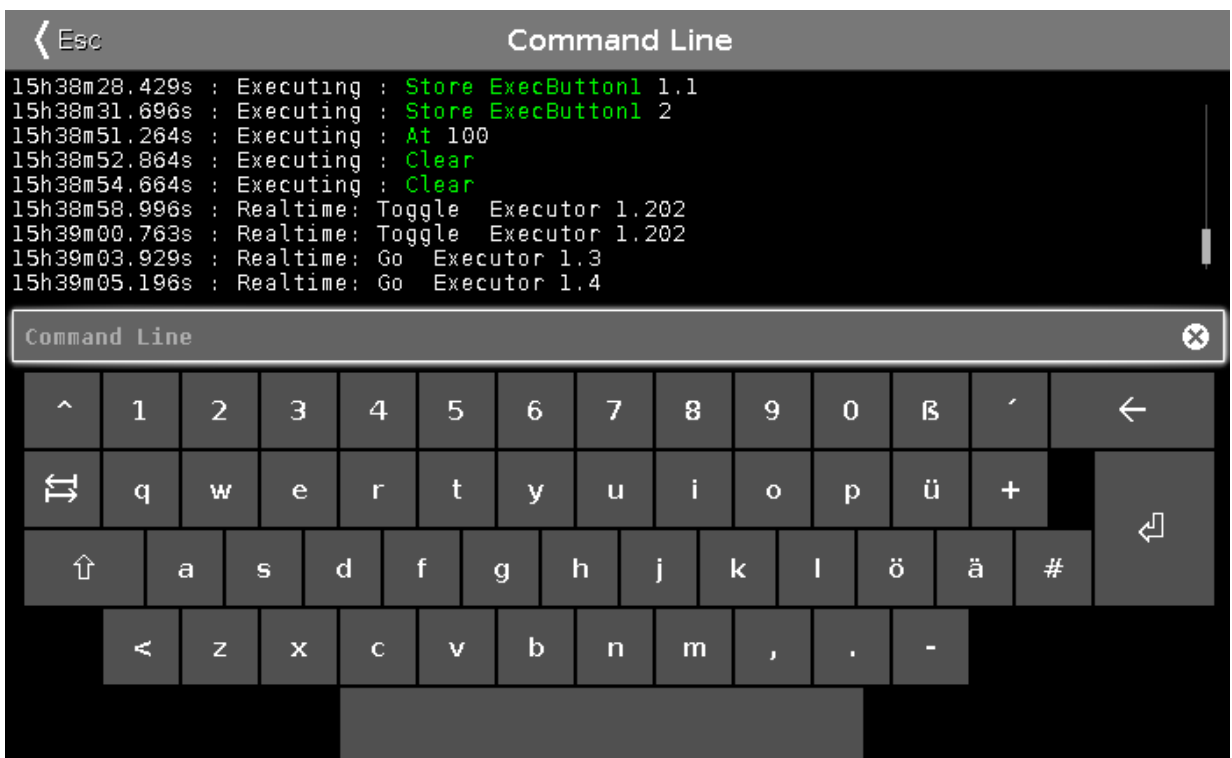 Esc Command Line
15h38m28.429s : Executing : Store ExecButton1 1.1
15h38m31.696s : Executing : Store ExecButton1 2
15h38m51.264s : Executing : At 100
15h38m52.864s : Executing : Clear
15h38m54.664s : Executing : Clear
15h38m58.996s : Realtime: Toggle  Executor 1.202
15h39m00.763s : Realtime: Toggle  Executor 1.202
15h39m03.929s : Realtime: Go  Executor 1.3
15h39m05.196s : Realtime: Go  Executor 1.4
Command Line
^ 1 2 3 4 5 6 7 8 9 0 ß ´ ←
q w e r t y u i o p ü +
a s d f g h j k l ö ä #
< z x c v b n m , . -